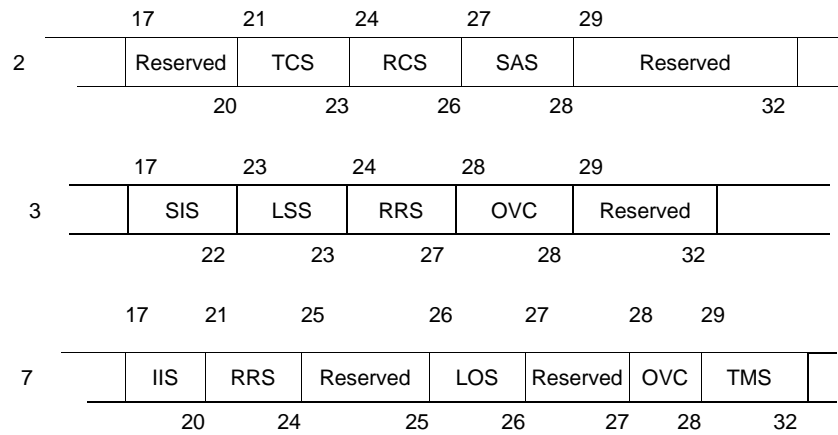 17 21 24 27 29
2 Reserved TCS RCS SAS Reserved
20 23 26 28 32
17 23 24 28 29
3 SIS LSS RRS OVC Reserved
22 23 27 28 32
17 21 25 26 27 28 29
7 IIS RRS Reserved LOS Reserved OVC TMS
20 24 25 26 27 28 32